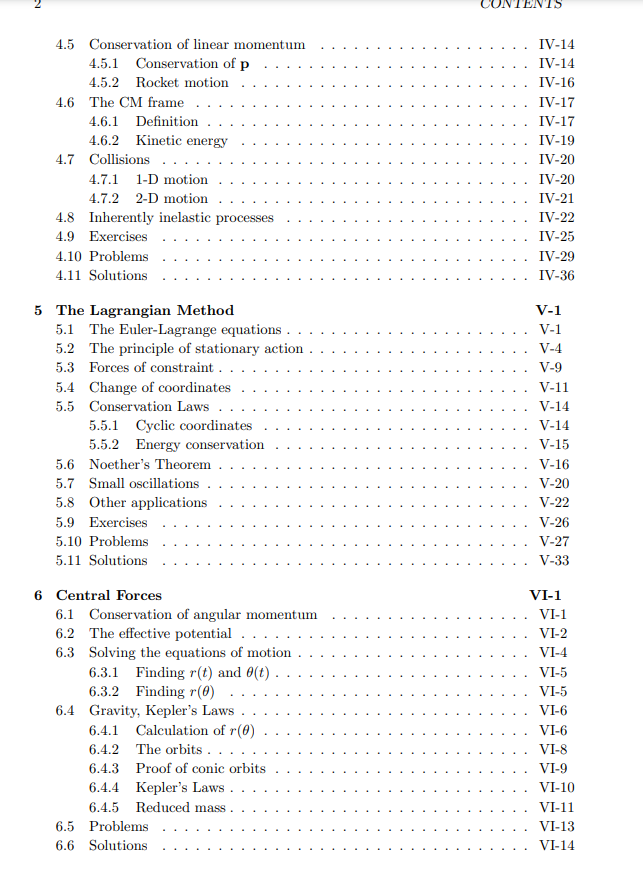 2 CONTENTS
4.5 Conservation of linear momentum . . . . . . . . . . . . . . . . . . . IV-14
4.5.1 Conservation of p . . . . . . . . . . . . . . . . . . . . . . . . IV-14
4.5.2 Rocket motion . . . . . . . . . . . . . . . . . . . . . . . . . . IV-16
4.6 The CM frame . . . . . . . . . . . . . . . . . . . . . . . . . . . . . . IV-17
4.6.1 Definition . . . . . . . . . . . . . . . . . . . . . . . . . . . . . IV-17
4.6.2 Kinetic energy . . . . . . . . . . . . . . . . . . . . . . . . . . IV-19
4.7 Collisions . . . . . . . . . . . . . . . . . . . . . . . . . . . . . . . . . IV-20
4.7.1 1-D motion . . . . . . . . . . . . . . . . . . . . . . . . . . . . IV-20
4.7.2 2-D motion . . . . . . . . . . . . . . . . . . . . . . . . . . . . IV-21
4.8 Inherently inelastic processes . . . . . . . . . . . . . . . . . . . . . . IV-22
4.9 Exercises . . . . . . . . . . . . . . . . . . . . . . . . . . . . . . . . . IV-25
4.10 Problems . . . . . . . . . . . . . . . . . . . . . . . . . . . . . . . . . IV-29
4.11 Solutions . . . . . . . . . . . . . . . . . . . . . . . . . . . . . . . . . IV-36
5 The Lagrangian Method V-1
5.1 The Euler-Lagrange equations . . . . . . . . . . . . . . . . . . . . . . V-1
5.2 The principle of stationary action . . . . . . . . . . . . . . . . . . . . V-4
5.3 Forces of constraint . . . . . . . . . . . . . . . . . . . . . . . . . . . . V-9
5.4 Change of coordinates . . . . . . . . . . . . . . . . . . . . . . . . . . V-11
5.5 Conservation Laws . . . . . . . . . . . . . . . . . . . . . . . . . . . . V-14
5.5.1 Cyclic coordinates . . . . . . . . . . . . . . . . . . . . . . . . V-14
5.5.2 Energy conservation . . . . . . . . . . . . . . . . . . . . . . . V-15
5.6 Noether's Theorem . . . . . . . . . . . . . . . . . . . . . . . . . . . . V-16
5.7 Small oscillations . . . . . . . . . . . . . . . . . . . . . . . . . . . . . V-20
5.8 Other applications . . . . . . . . . . . . . . . . . . . . . . . . . . . . V-22
5.9 Exercises . . . . . . . . . . . . . . . . . . . . . . . . . . . . . . . . . V-26
5.10 Problems . . . . . . . . . . . . . . . . . . . . . . . . . . . . . . . . . V-27
5.11 Solutions . . . . . . . . . . . . . . . . . . . . . . . . . . . . . . . . . V-33
6 Central Forces VI-1
6.1 Conservation of angular momentum . . . . . . . . . . . . . . . . . . VI-1
6.2 The effective potential . . . . . . . . . . . . . . . . . . . . . . . . . . VI-2
6.3 Solving the equations of motion . . . . . . . . . . . . . . . . . . . . . VI-4
6.3.1 Finding r(t) and θ(t) . . . . . . . . . . . . . . . . . . . . . . . VI-5
6.3.2 Finding r(θ) . . . . . . . . . . . . . . . . . . . . . . . . . . . VI-5
6.4 Gravity, Kepler's Laws . . . . . . . . . . . . . . . . . . . . . . . . . . VI-6
6.4.1 Calculation of r(θ) . . . . . . . . . . . . . . . . . . . . . . . . VI-6
6.4.2 The orbits . . . . . . . . . . . . . . . . . . . . . . . . . . . . . VI-8
6.4.3 Proof of conic orbits . . . . . . . . . . . . . . . . . . . . . . . VI-9
6.4.4 Kepler's Laws . . . . . . . . . . . . . . . . . . . . . . . . . . . VI-10
6.4.5 Reduced mass . . . . . . . . . . . . . . . . . . . . . . . . . . . VI-11
6.5 Problems . . . . . . . . . . . . . . . . . . . . . . . . . . . . . . . . . VI-13
6.6 Solutions . . . . . . . . . . . . . . . . . . . . . . . . . . . . . . . . . VI-14